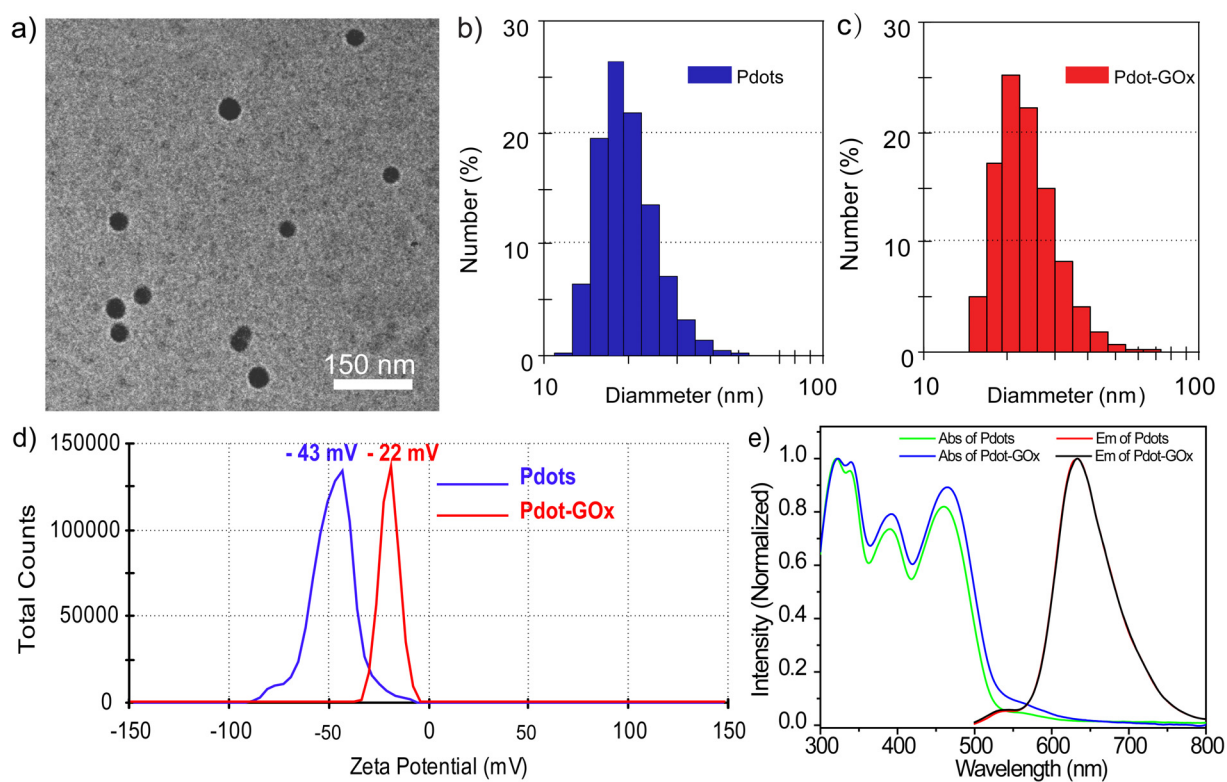 a)
150 nm
b)
30
20
10
0
Number (%)
Pdots
10
100
Diammeter (nm)
c)
30
20
10
0
Number (%)
Pdot-GOx
10
100
Diammeter (nm)
d)
150000
100000
50000
0
Total Counts
- 43 mV
- 22 mV
Pdots
Pdot-GOx
-150
-100
-50
0
50
100
150
Zeta Potential (mV)
e)
Abs of Pdots
Em of Pdots
Abs of Pdot-GOx
Em of Pdot-GOx
1.0
0.8
0.6
0.4
0.2
0.0
Intensity (Normalized)
300
400
500
600
700
800
Wavelength (nm)